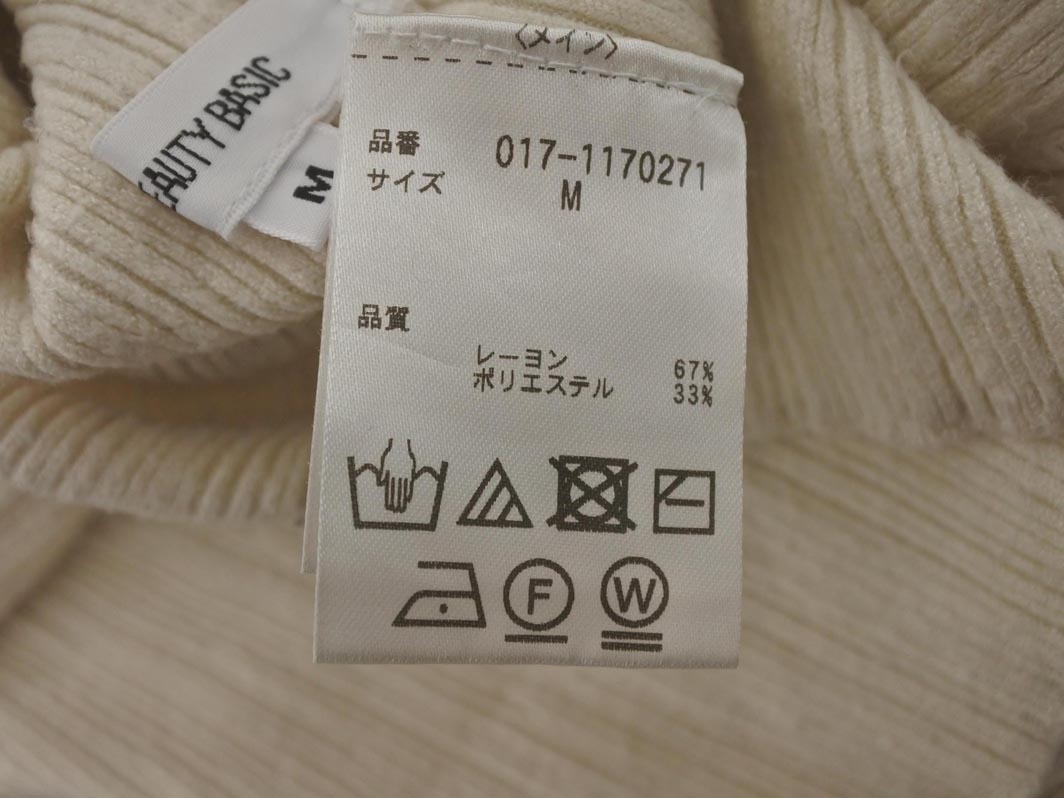 〈メイン〉
EAUTY BASIC
M
品番 017-1170271
サイズ M
品質
レーヨン 67%
ポリエステル 33%
F W